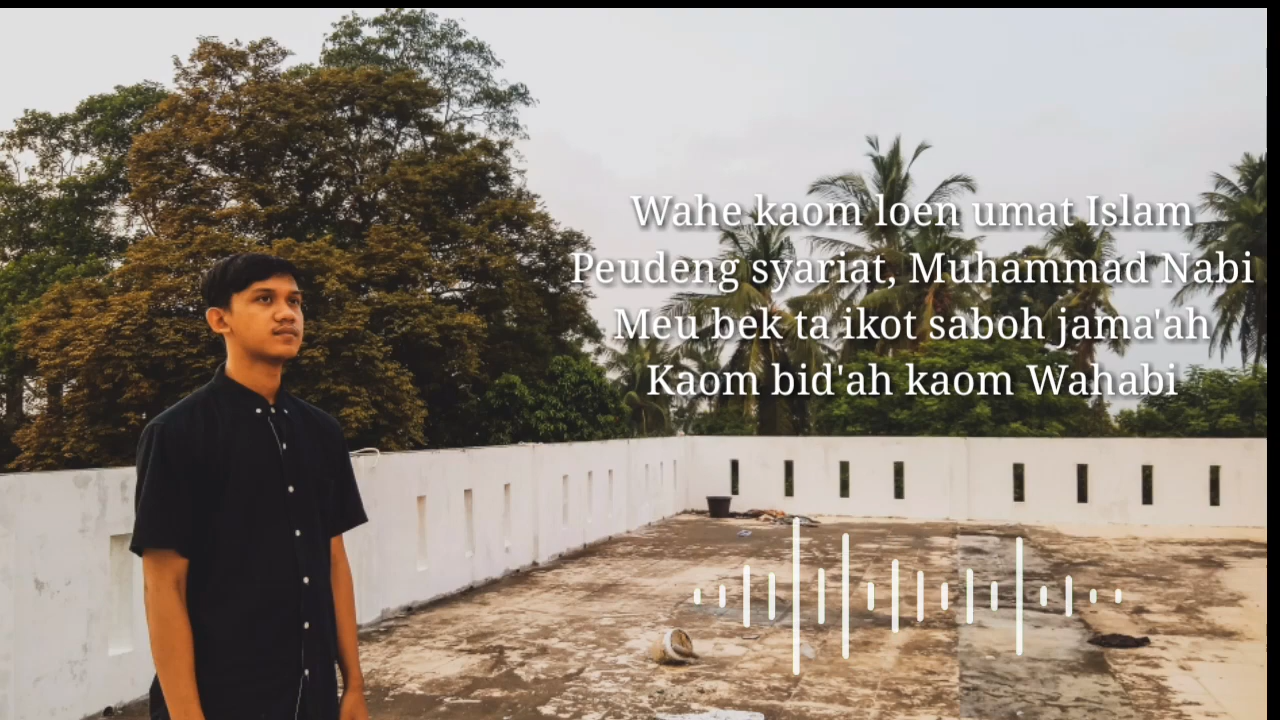 Wahe kaom loen umat Islam
Peudeng syariat, Muhammad Nabi
Meu bek ta ikot saboh jama'ah
Kaom bid'ah kaom Wahabi